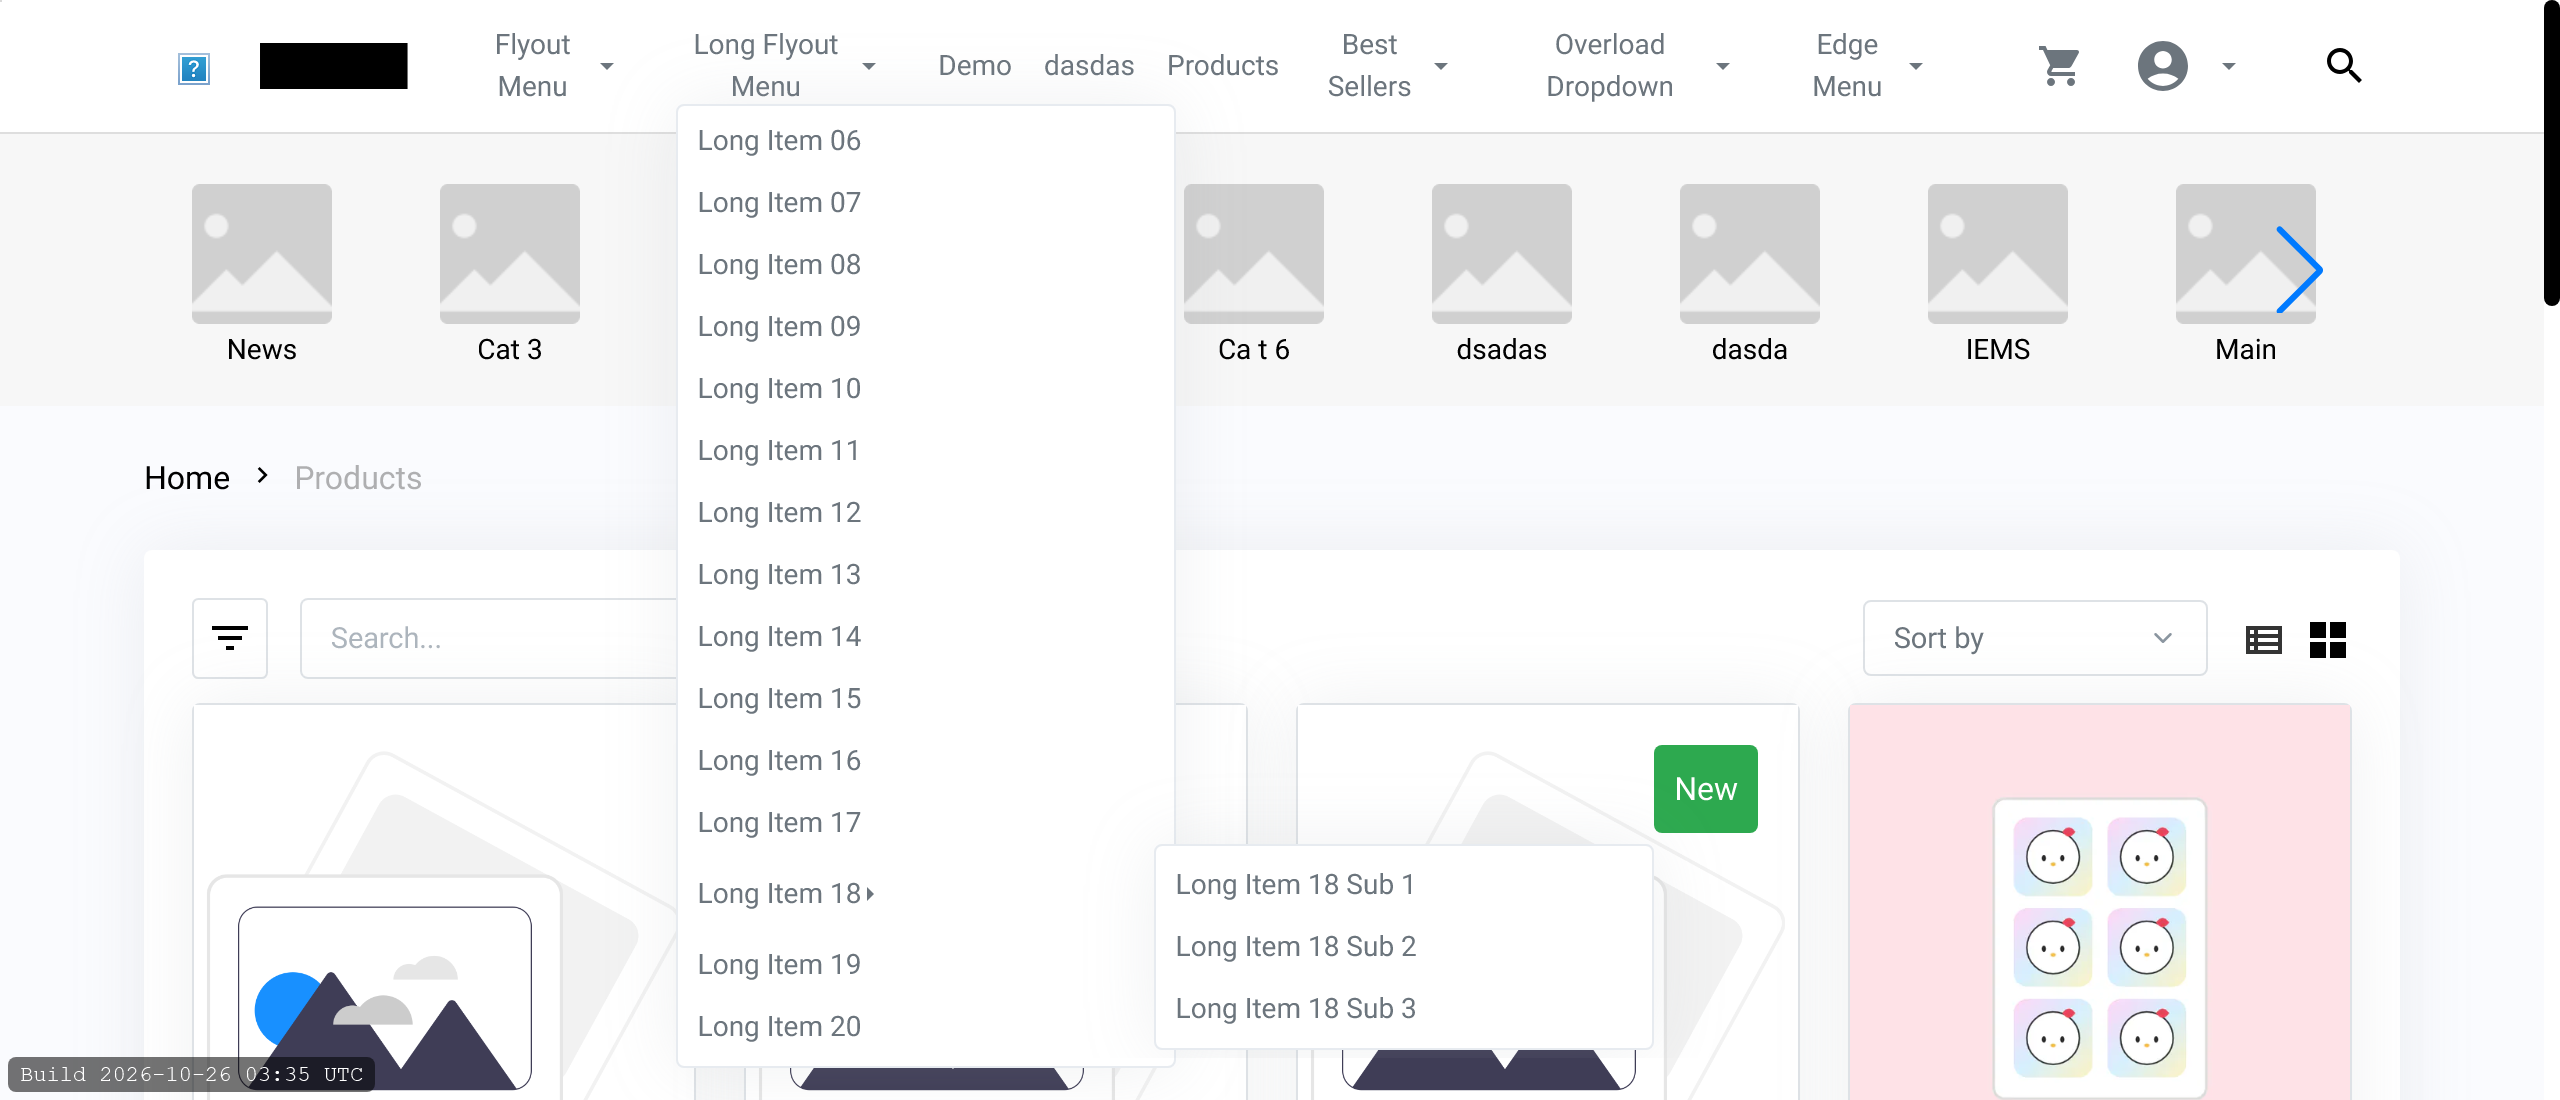 ?
Flyout
Menu
Long Flyout
Menu
Demo
dasdas
Products
Best
Sellers
Overload
Dropdown
Edge
Menu
Long Item 06
Long Item 07
Long Item 08
Long Item 09
Long Item 10
Long Item 11
Long Item 12
Long Item 13
Long Item 14
Long Item 15
Long Item 16
Long Item 17
Long Item 18
Long Item 19
Long Item 20
Long Item 18 Sub 1
Long Item 18 Sub 2
Long Item 18 Sub 3
News
Cat 3
Ca t 6
dsadas
dasda
IEMS
Main
Home
Products
Search...
Sort by
New
Build 2026-10-26 03:35 UTC